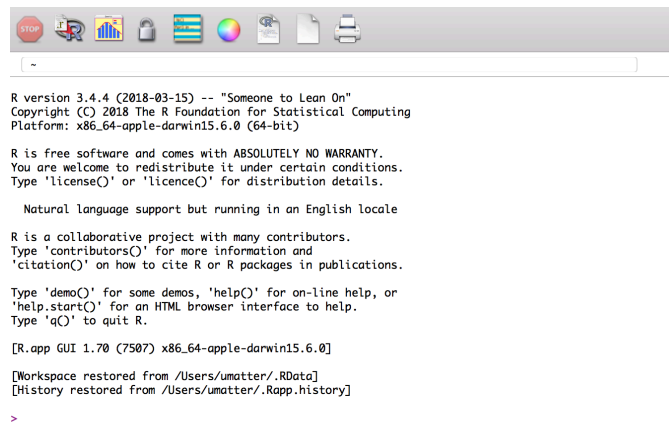 STOP
R
~
R version 3.4.4 (2018-03-15) -- "Someone to Lean On"
Copyright (C) 2018 The R Foundation for Statistical Computing
Platform: x86_64-apple-darwin15.6.0 (64-bit)
R is free software and comes with ABSOLUTELY NO WARRANTY.
You are welcome to redistribute it under certain conditions.
Type 'license()' or 'licence()' for distribution details.
Natural language support but running in an English locale
R is a collaborative project with many contributors.
Type 'contributors()' for more information and
'citation()' on how to cite R or R packages in publications.
Type 'demo()' for some demos, 'help()' for on-line help, or
'help.start()' for an HTML browser interface to help.
Type 'q()' to quit R.
[R.app GUI 1.70 (7507) x86_64-apple-darwin15.6.0]
[Workspace restored from /Users/umatter/.RData]
[History restored from /Users/umatter/.Rapp.history]
>